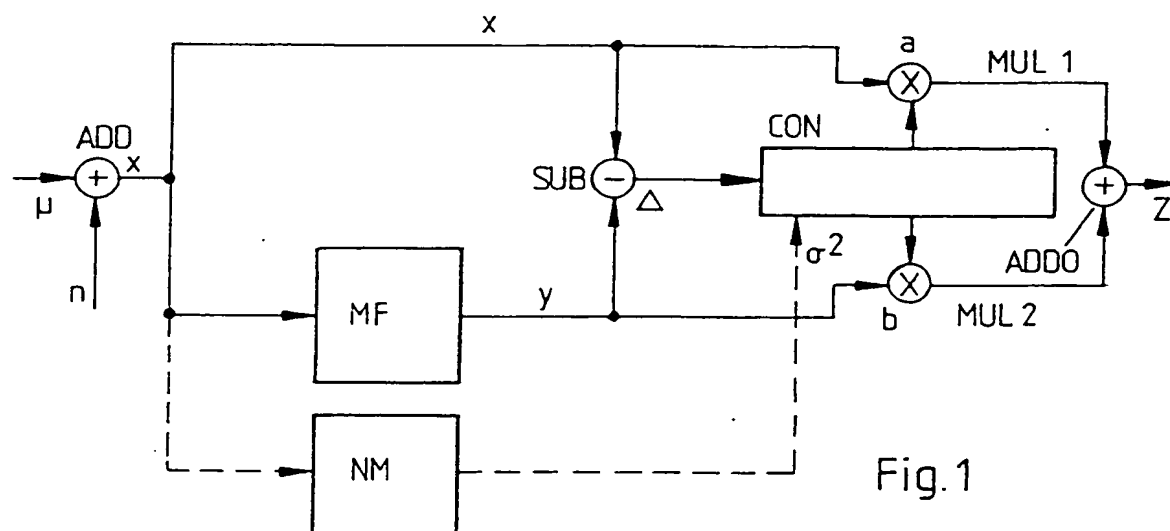 x
a
MUL 1
ADD
x
CON
SUB
−
Δ
+
μ
n
+
Z
σ2
ADDO
X
X
MF
y
b
MUL 2
NM
Fig.1